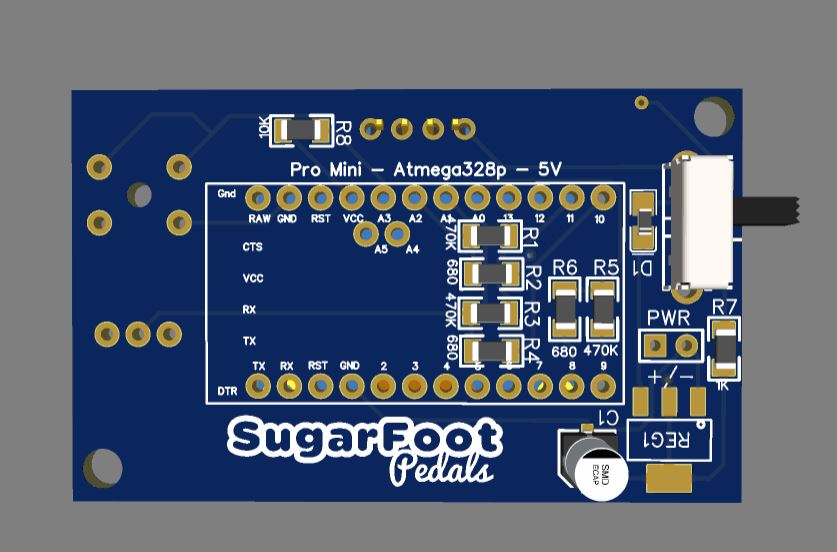 10K
R8
Pro Mini - Atmega328p - 5V
Gnd
RAW GND RST VCC A3 A2 A1 A0 13 12 11 10
A5 A4
CTS
VCC
RX
TX
70K R1
680 R2
470K R3
680 R4
R6 R5
680 470K
D1
PWR
R7
1K
+/-
TX RX RST GND 2 3 4 5 6 7 8 9
DTR
C1
REG1
SugarFoot
Pedals
SMD
ECAP